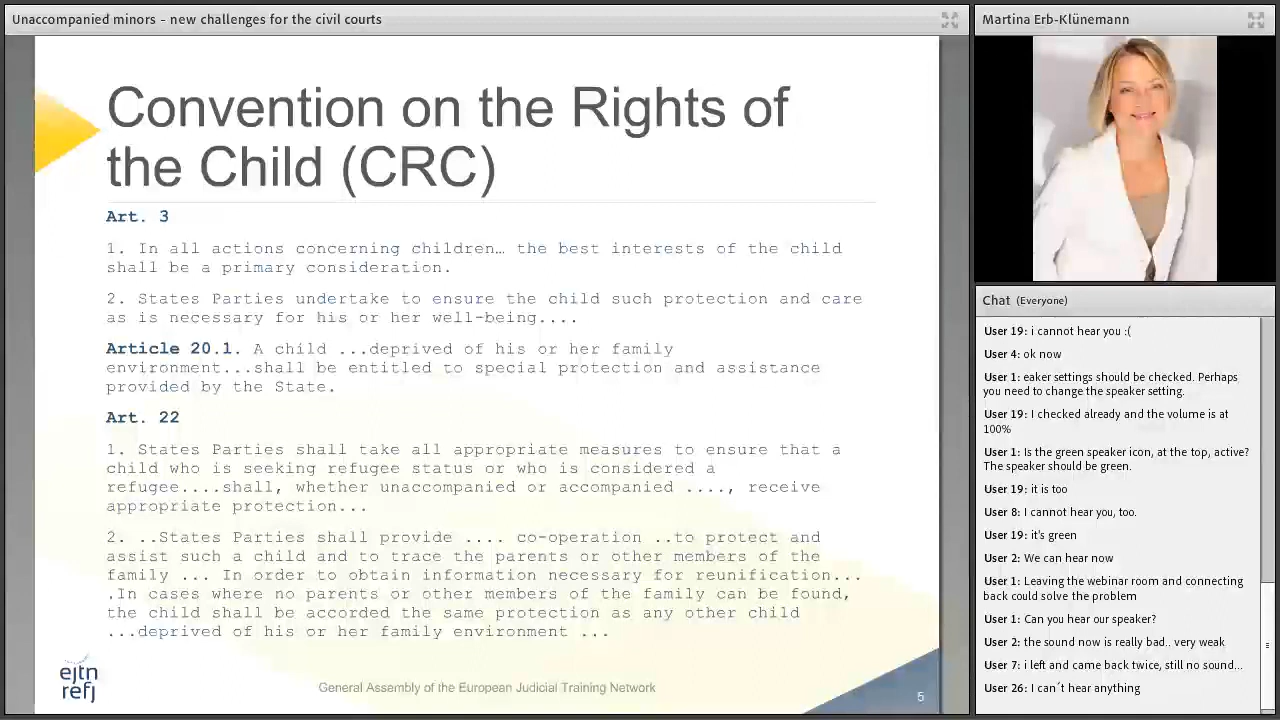 Unaccompanied minors - new challenges for the civil courts
Convention on the Rights of
the Child (CRC)
Art. 3
1. In all actions concerning children… the best interests of the child
shall be a primary consideration.
2. States Parties undertake to ensure the child such protection and care
as is necessary for his or her well-being....
Article 20.1. A child ...deprived of his or her family
environment...shall be entitled to special protection and assistance
provided by the State.
Art. 22
1. States Parties shall take all appropriate measures to ensure that a
child who is seeking refugee status or who is considered a
refugee....shall, whether unaccompanied or accompanied ...., receive
appropriate protection...
2. ..States Parties shall provide .... co-operation ..to protect and
assist such a child and to trace the parents or other members of the
family ... In order to obtain information necessary for reunification...
.In cases where no parents or other members of the family can be found,
the child shall be accorded the same protection as any other child
...deprived of his or her family environment ...
ejtn
refj
General Assembly of the European Judicial Training Network
5
Martina Erb-Klünemann
Chat (Everyone)
User 19: i cannot hear you :(
User 4: ok now
User 1: eaker settings should be checked. Perhaps
you need to change the speaker setting.
User 19: I checked already and the volume is at
100%
User 1: Is the green speaker icon, at the top, active?
The speaker should be green.
User 19: it is too
User 8: I cannot hear you, too.
User 19: it's green
User 2: We can hear now
User 1: Leaving the webinar room and connecting
back could solve the problem
User 1: Can you hear our speaker?
User 2: the sound now is really bad.. very weak
User 7: i left and came back twice, still no sound...
User 26: I can´t hear anything